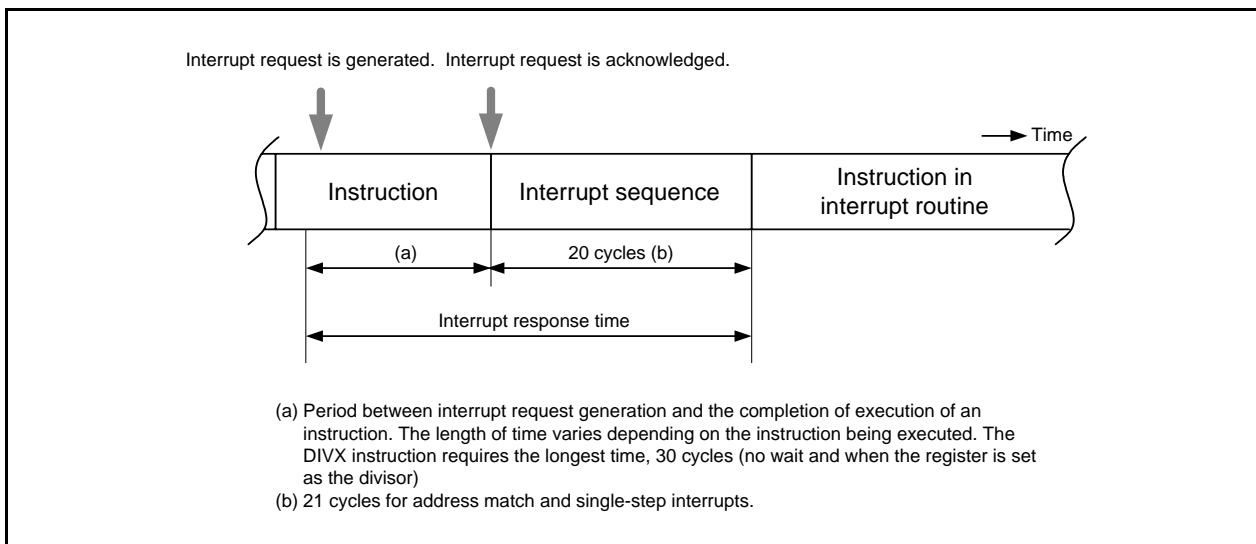 Interrupt request is generated. Interrupt request is acknowledged.
Time
Instruction
Interrupt sequence
Instruction in
interrupt routine
(a)
20 cycles (b)
Interrupt response time
(a) Period between interrupt request generation and the completion of execution of an
instruction. The length of time varies depending on the instruction being executed. The
DIVX instruction requires the longest time, 30 cycles (no wait and when the register is set
as the divisor)
(b) 21 cycles for address match and single-step interrupts.